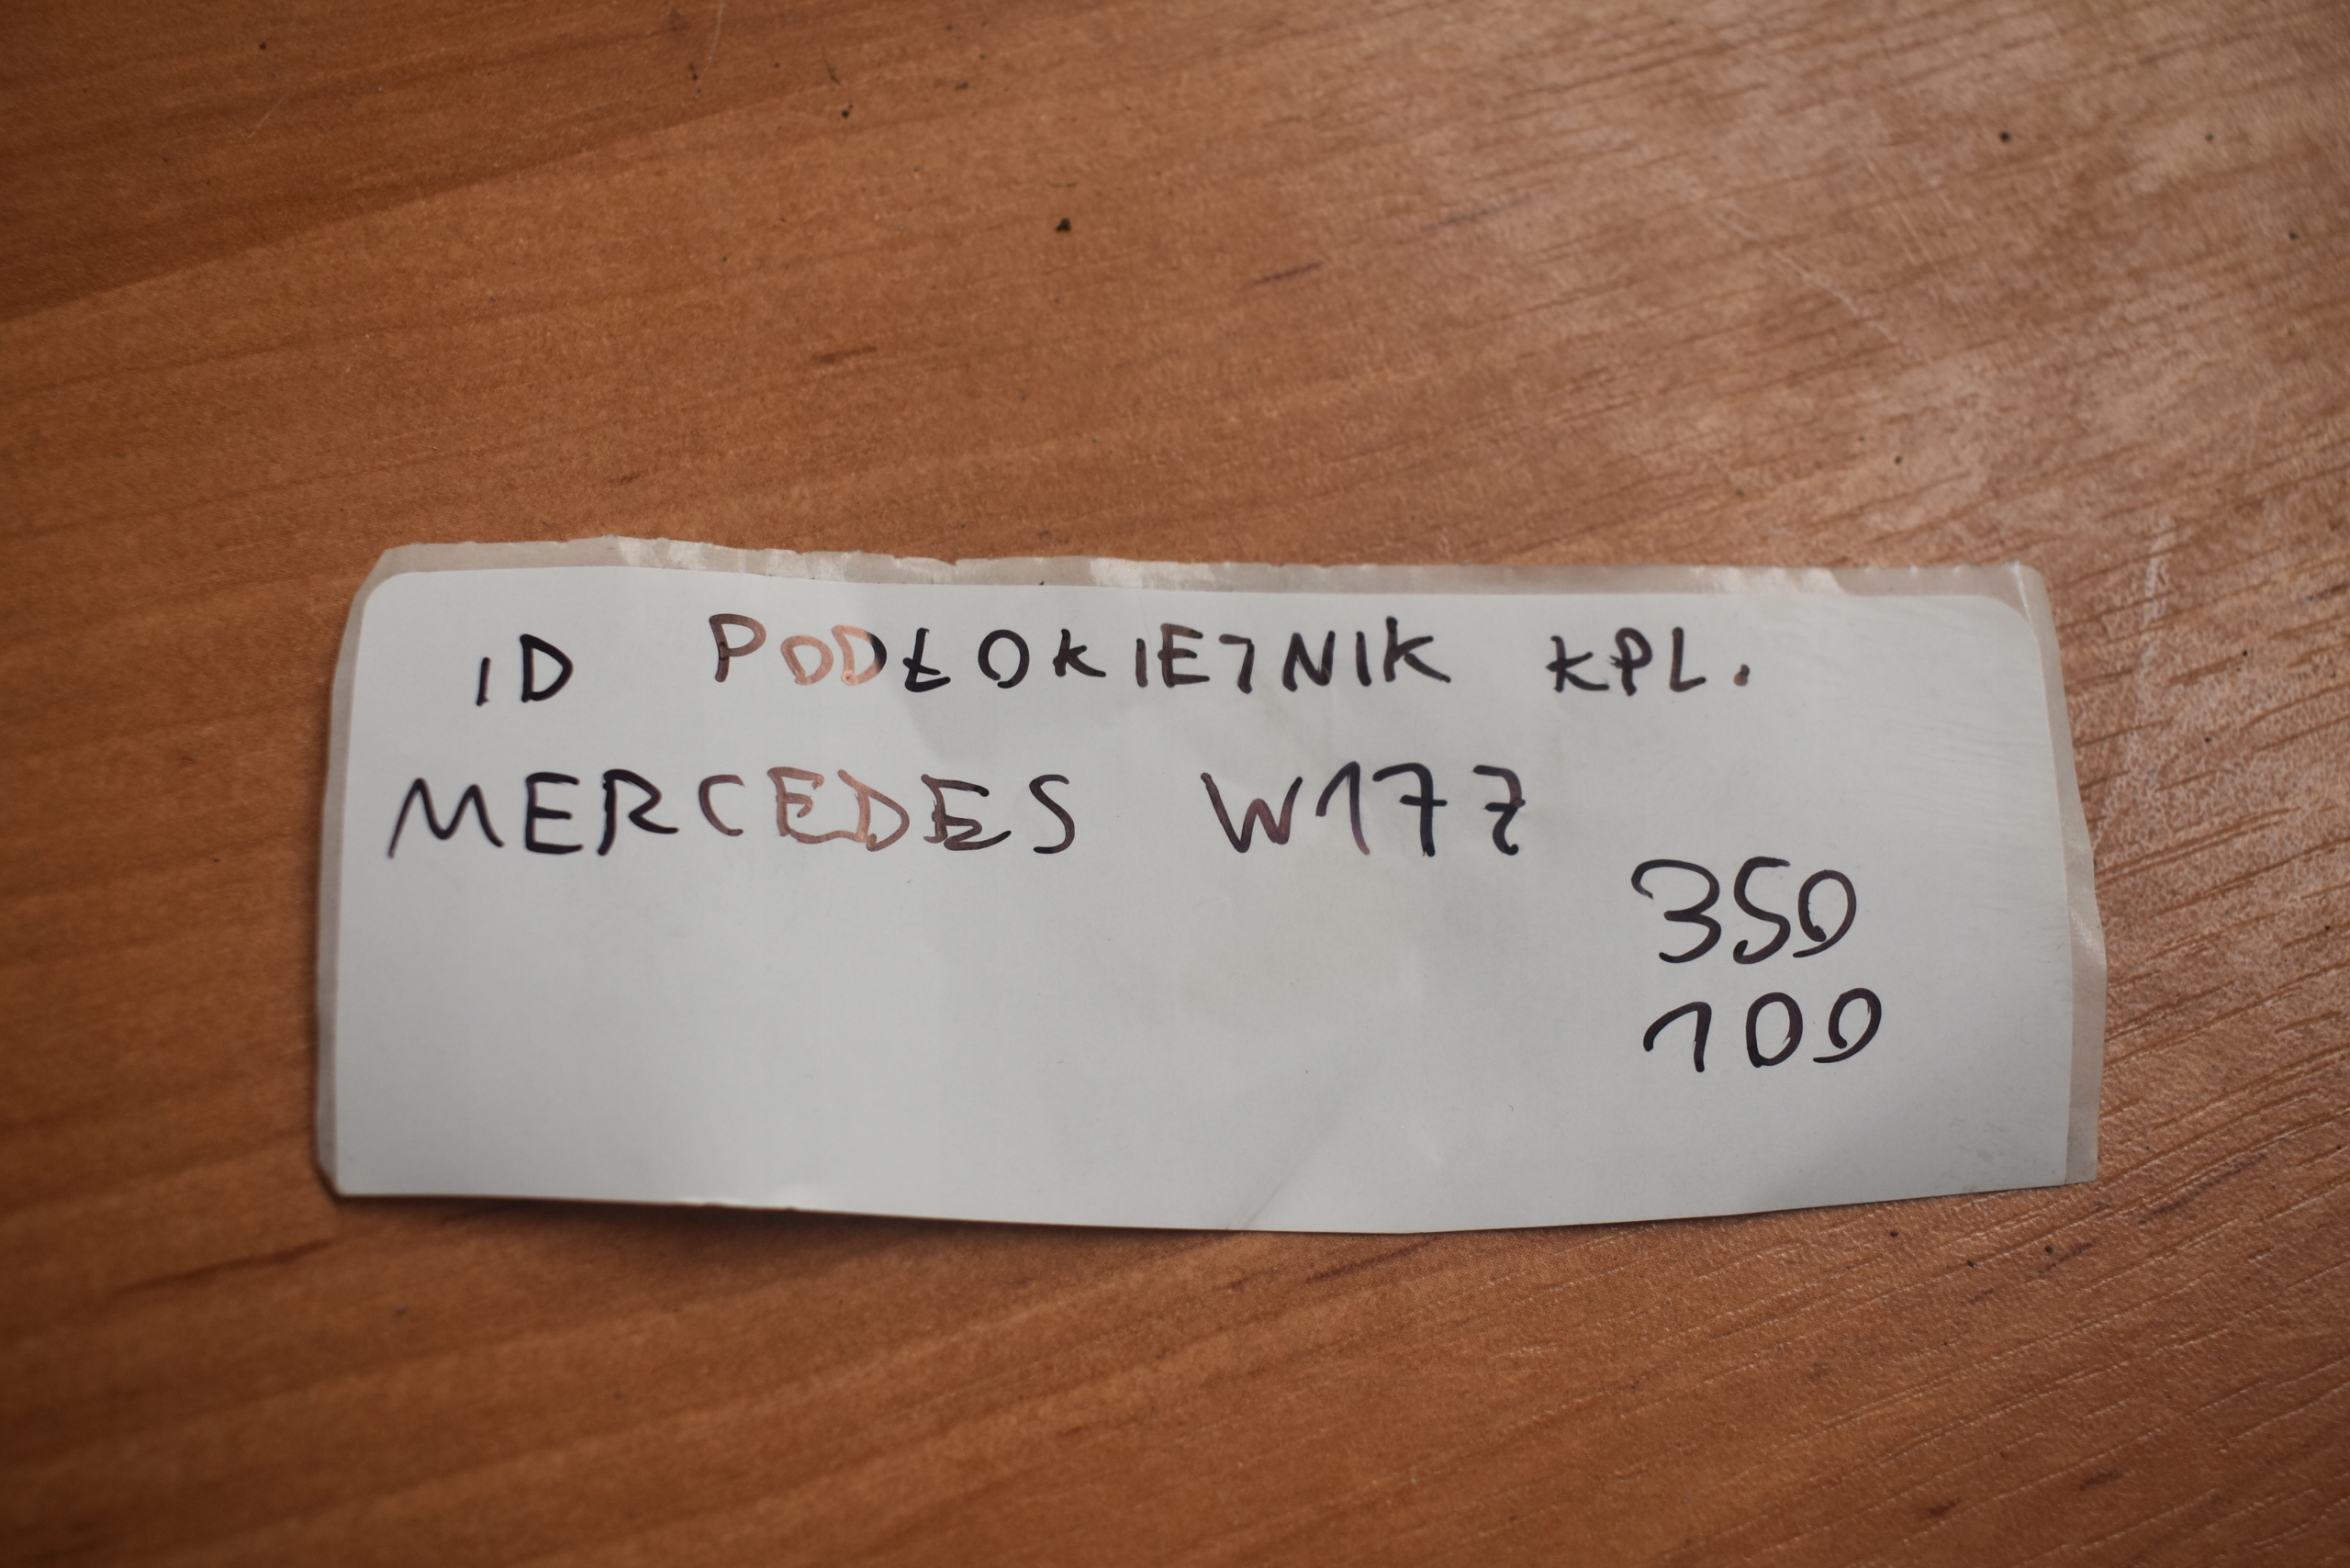 ID PODŁOKIETNIK KPL.
MERCEDES W177
350
100